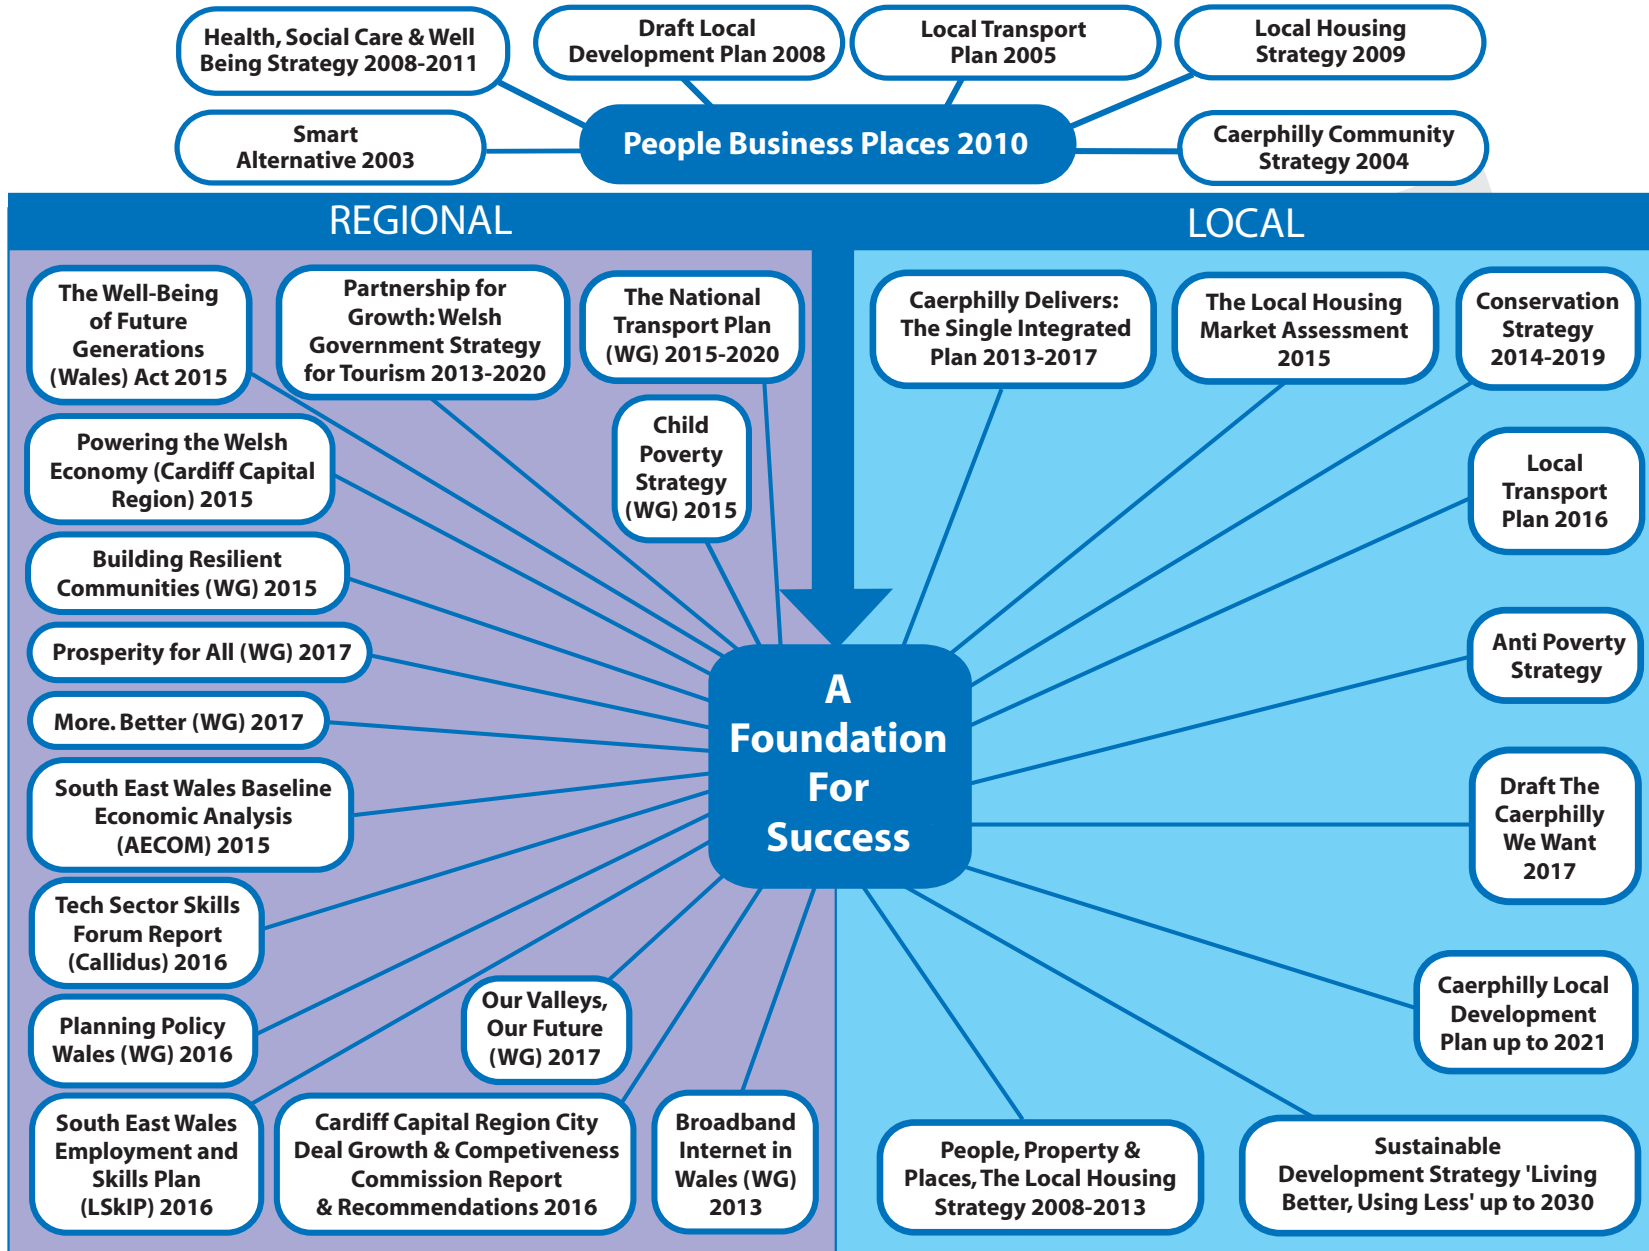 Health, Social Care & Well
Being Strategy 2008-2011
Draft Local
Development Plan 2008
Local Transport
Plan 2005
Local Housing
Strategy 2009
Smart
Alternative 2003
People Business Places 2010
Caerphilly Community
Strategy 2004
REGIONAL
LOCAL
The Well-Being
of Future
Generations
(Wales) Act 2015
Partnership for
Growth: Welsh
Government Strategy
for Tourism 2013-2020
The National
Transport Plan
(WG) 2015-2020
Child
Poverty
Strategy
(WG) 2015
Powering the Welsh
Economy (Cardiff Capital
Region) 2015
Building Resilient
Communities (WG) 2015
Prosperity for All (WG) 2017
More. Better (WG) 2017
South East Wales Baseline
Economic Analysis
(AECOM) 2015
Tech Sector Skills
Forum Report
(Callidus) 2016
Planning Policy
Wales (WG) 2016
Our Valleys,
Our Future
(WG) 2017
South East Wales
Employment and
Skills Plan
(LSkIP) 2016
Cardiff Capital Region City
Deal Growth & Competiveness
Commission Report
& Recommendations 2016
Broadband
Internet in
Wales (WG)
2013
A
Foundation
For
Success
Caerphilly Delivers:
The Single Integrated
Plan 2013-2017
The Local Housing
Market Assessment
2015
Conservation
Strategy
2014-2019
Local
Transport
Plan 2016
Anti Poverty
Strategy
Draft The
Caerphilly
We Want
2017
Caerphilly Local
Development
Plan up to 2021
People, Property &
Places, The Local Housing
Strategy 2008-2013
Sustainable
Development Strategy 'Living
Better, Using Less' up to 2030